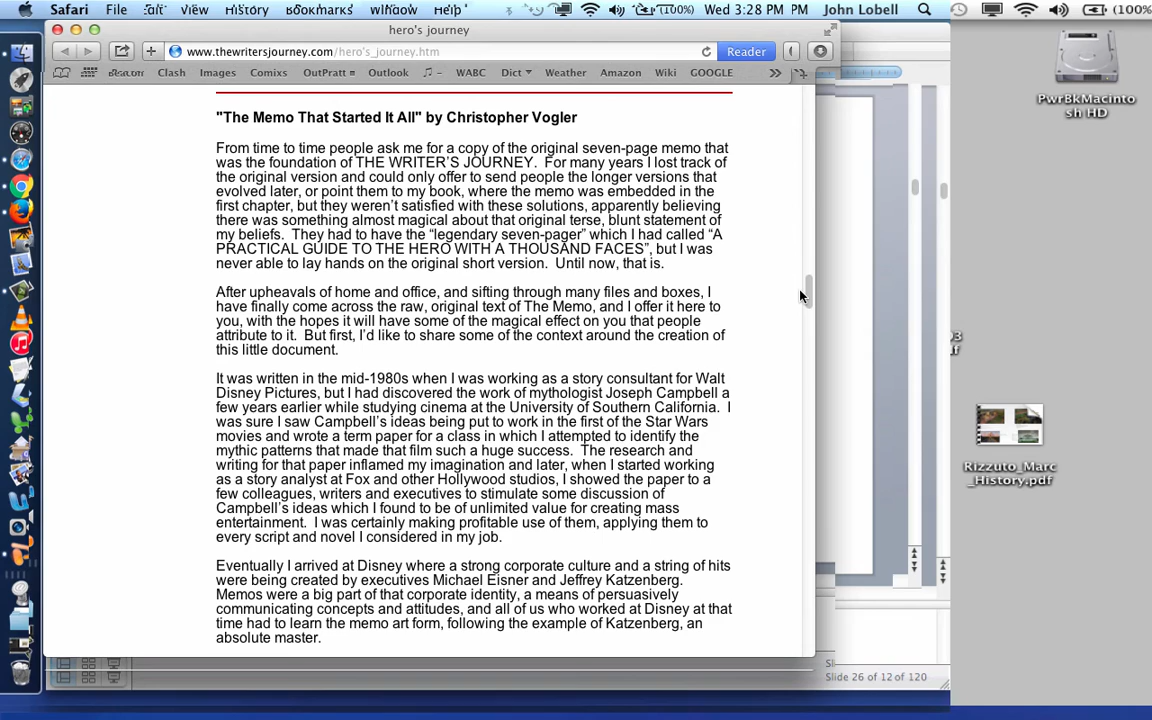 Safari File Edit View History Bookmarks Window Help (100%) Wed 3:28 PM John Lobell (100%)
hero's journey
www.thewritersjourney.com/hero's_journey.htm Reader
Beacon Clash Images Comixs OutPratt Outlook WABC Dict Weather Amazon Wiki GOOGLE
"The Memo That Started It All" by Christopher Vogler
From time to time people ask me for a copy of the original seven-page memo that
was the foundation of THE WRITER'S JOURNEY. For many years I lost track of
the original version and could only offer to send people the longer versions that
evolved later, or point them to my book, where the memo was embedded in the
first chapter, but they weren't satisfied with these solutions, apparently believing
there was something almost magical about that original terse, blunt statement of
my beliefs. They had to have the “legendary seven-pager” which I had called “A
PRACTICAL GUIDE TO THE HERO WITH A THOUSAND FACES”, but I was
never able to lay hands on the original short version. Until now, that is.
After upheavals of home and office, and sifting through many files and boxes, I
have finally come across the raw, original text of The Memo, and I offer it here to
you, with the hopes it will have some of the magical effect on you that people
attribute to it. But first, I'd like to share some of the context around the creation of
this little document.
It was written in the mid-1980s when I was working as a story consultant for Walt
Disney Pictures, but I had discovered the work of mythologist Joseph Campbell a
few years earlier while studying cinema at the University of Southern California. I
was sure I saw Campbell's ideas being put to work in the first of the Star Wars
movies and wrote a term paper for a class in which I attempted to identify the
mythic patterns that made that film such a huge success. The research and
writing for that paper inflamed my imagination and later, when I started working
as a story analyst at Fox and other Hollywood studios, I showed the paper to a
few colleagues, writers and executives to stimulate some discussion of
Campbell's ideas which I found to be of unlimited value for creating mass
entertainment. I was certainly making profitable use of them, applying them to
every script and novel I considered in my job.
Eventually I arrived at Disney where a strong corporate culture and a string of hits
were being created by executives Michael Eisner and Jeffrey Katzenberg.
Memos were a big part of that corporate identity, a means of persuasively
communicating concepts and attitudes, and all of us who worked at Disney at that
time had to learn the memo art form, following the example of Katzenberg, an
absolute master.
Slide 26 of 12 of 120
PwrBkMacinto
sh HD
Rizzuto_Marc
_History.pdf